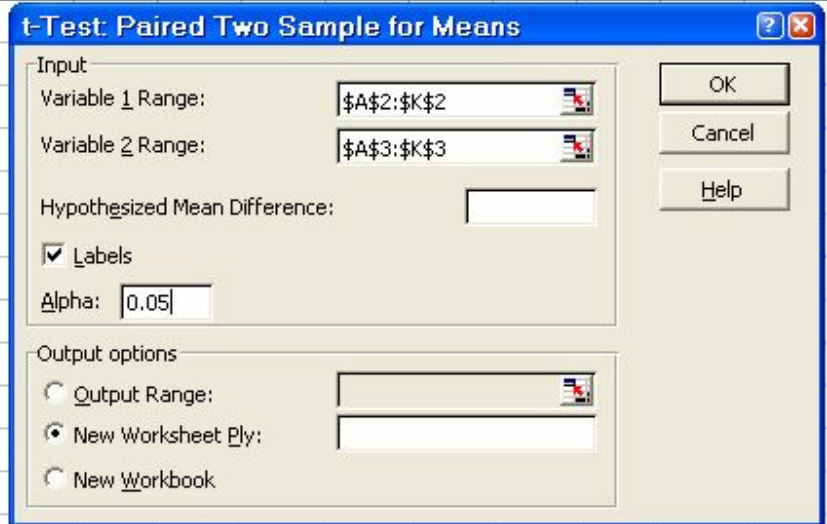 t-Test: Paired Two Sample for Means
?
Input
Variable 1 Range: $A$2:$K$2
Variable 2 Range: $A$3:$K$3
Hypothesized Mean Difference:
Labels
Alpha: 0.05
OK
Cancel
Help
Output options
Output Range:
New Worksheet Ply:
New Workbook